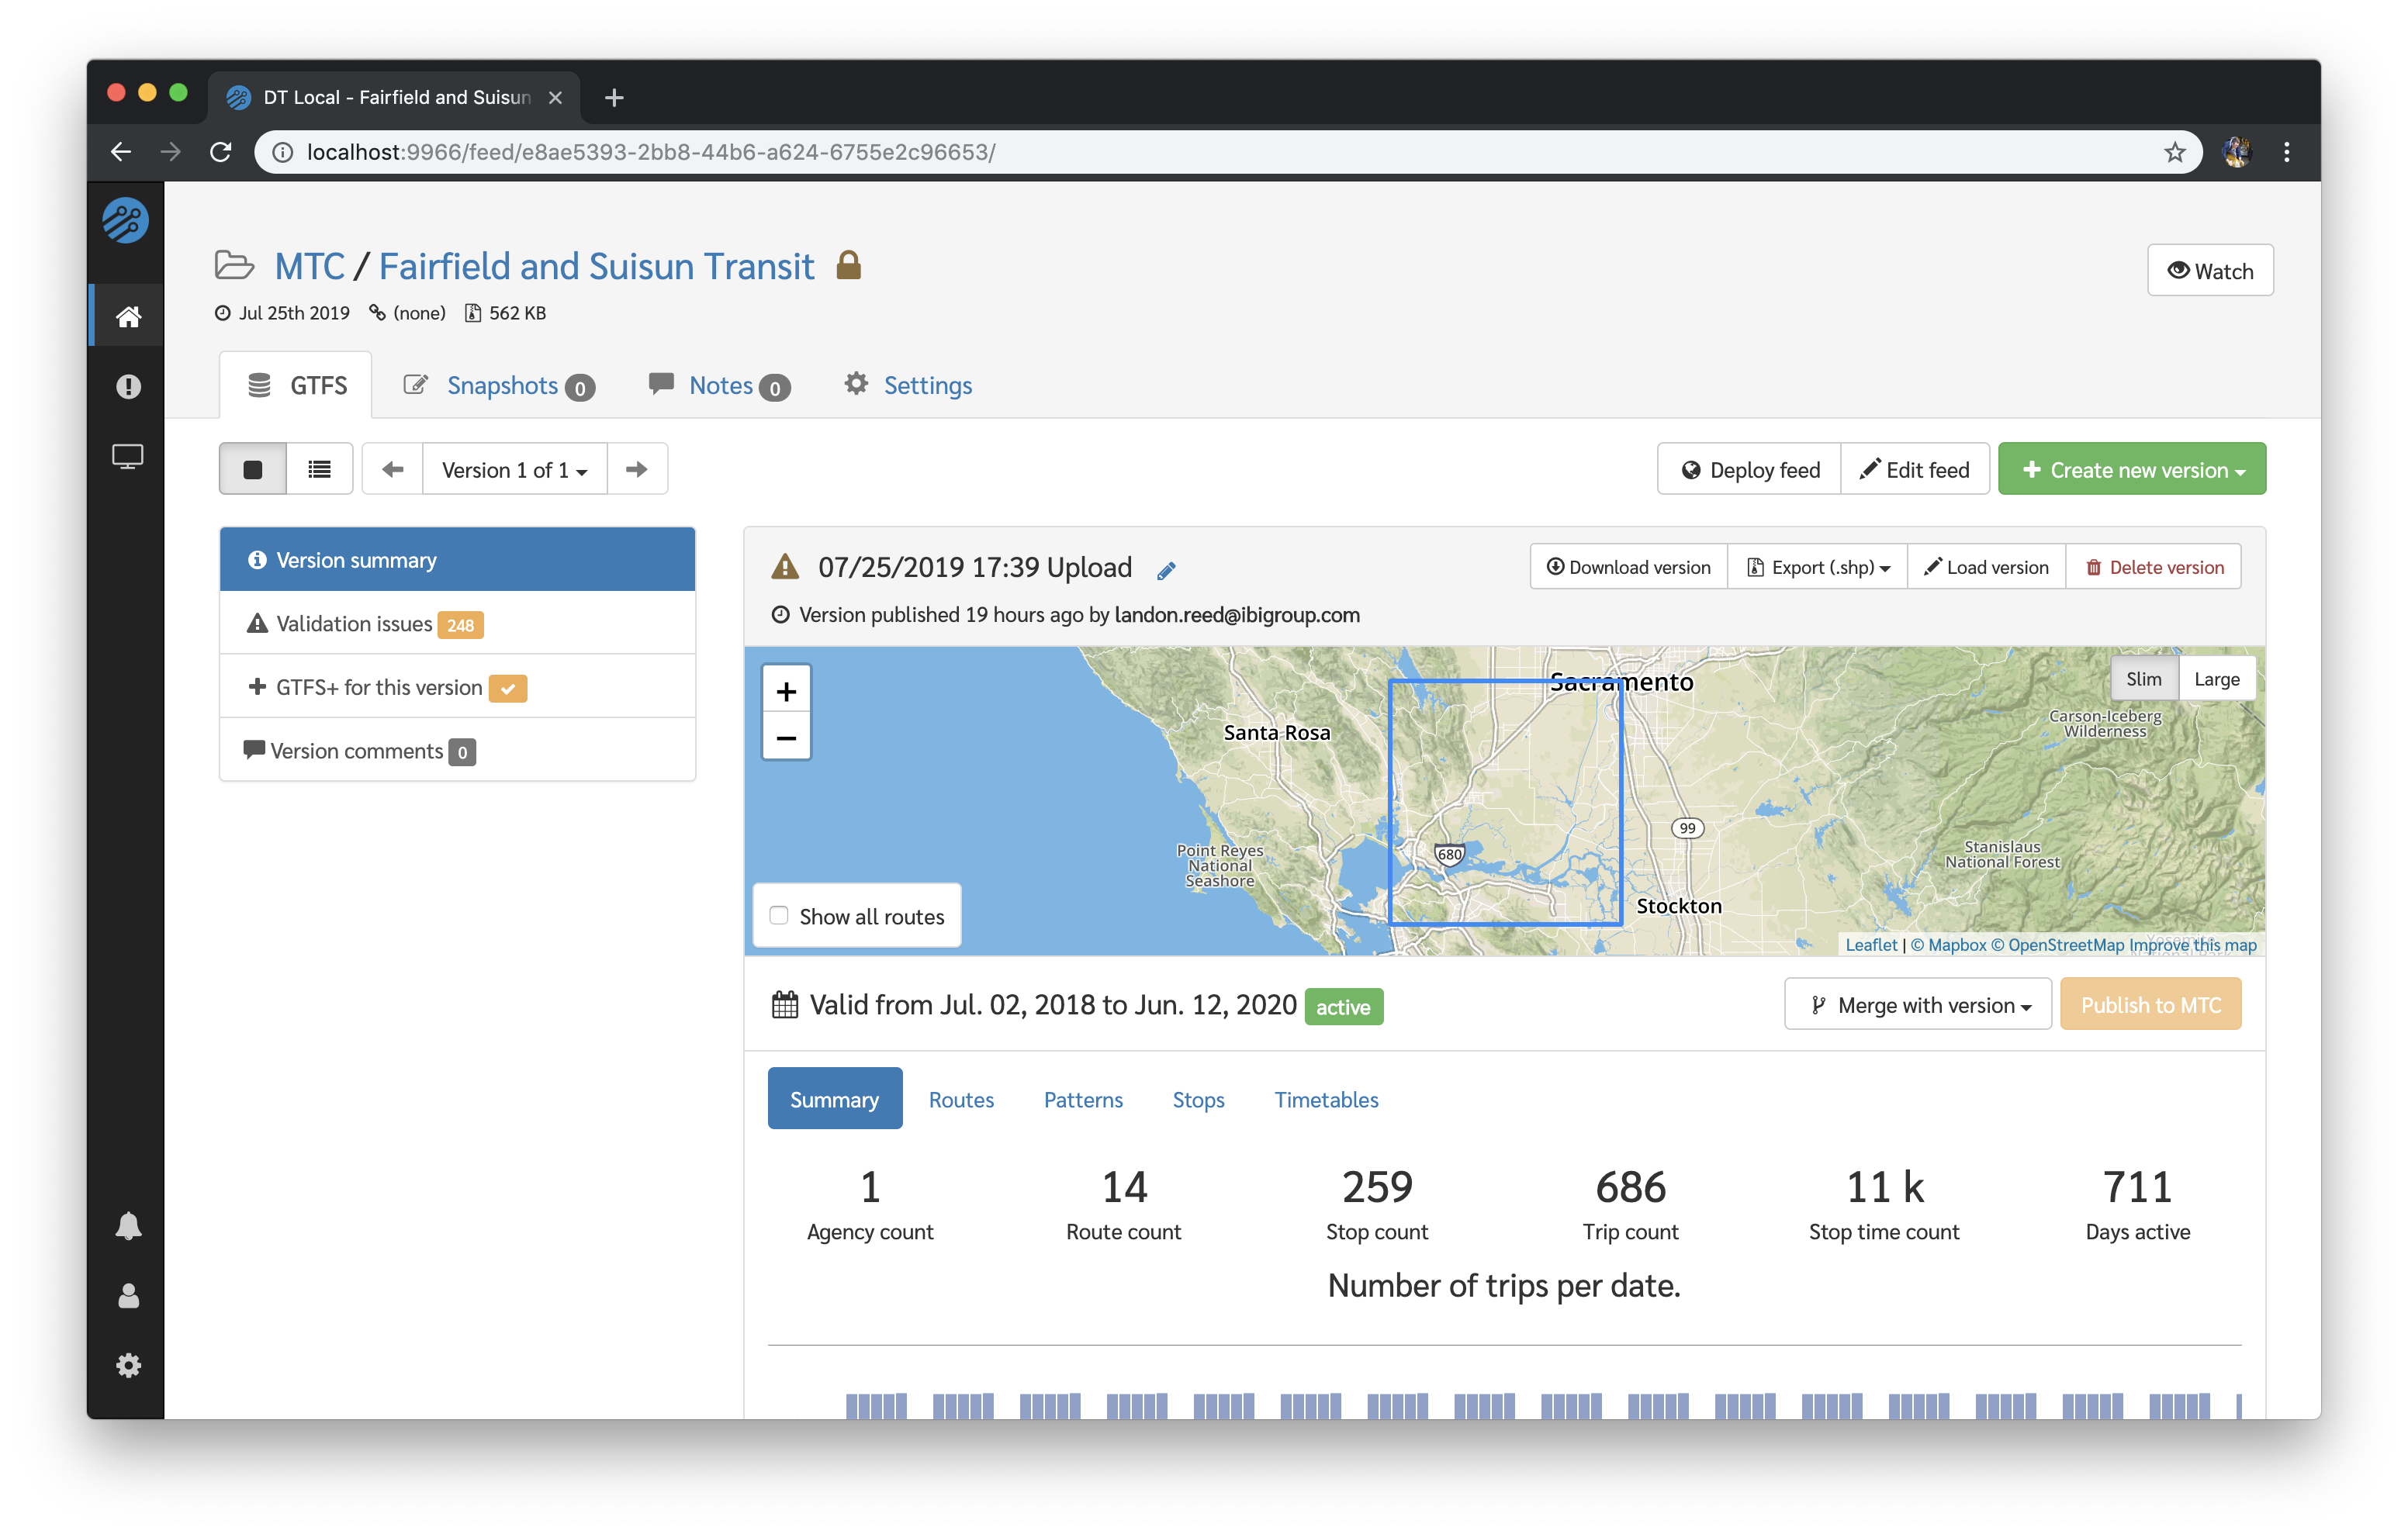 DT Local - Fairfield and Suisun
localhost:9966/feed/e8ae5393-2bb8-44b6-a624-6755e2c96653/
MTC / Fairfield and Suisun Transit
Watch
Jul 25th 2019 (none) 562 KB
GTFS Snapshots 0 Notes 0 Settings
Version 1 of 1 Deploy feed Edit feed Create new version
Version summary
Validation issues 248
GTFS+ for this version
Version comments 0
07/25/2019 17:39 Upload
Download version Export (.shp) Load version Delete version
Version published 19 hours ago by landon.reed@ibigroup.com
+
−
Sacramento
Slim Large
Santa Rosa
Carson-Iceberg
Wilderness
99
680
Point Reyes
National
Seashore
Stanislaus
National Forest
Stockton
Show all routes
Leaflet | © Mapbox © OpenStreetMap Improve this map
Valid from Jul. 02, 2018 to Jun. 12, 2020 active
Merge with version Publish to MTC
Summary Routes Patterns Stops Timetables
1 14 259 686 11 k 711
Agency count Route count Stop count Trip count Stop time count Days active
Number of trips per date.